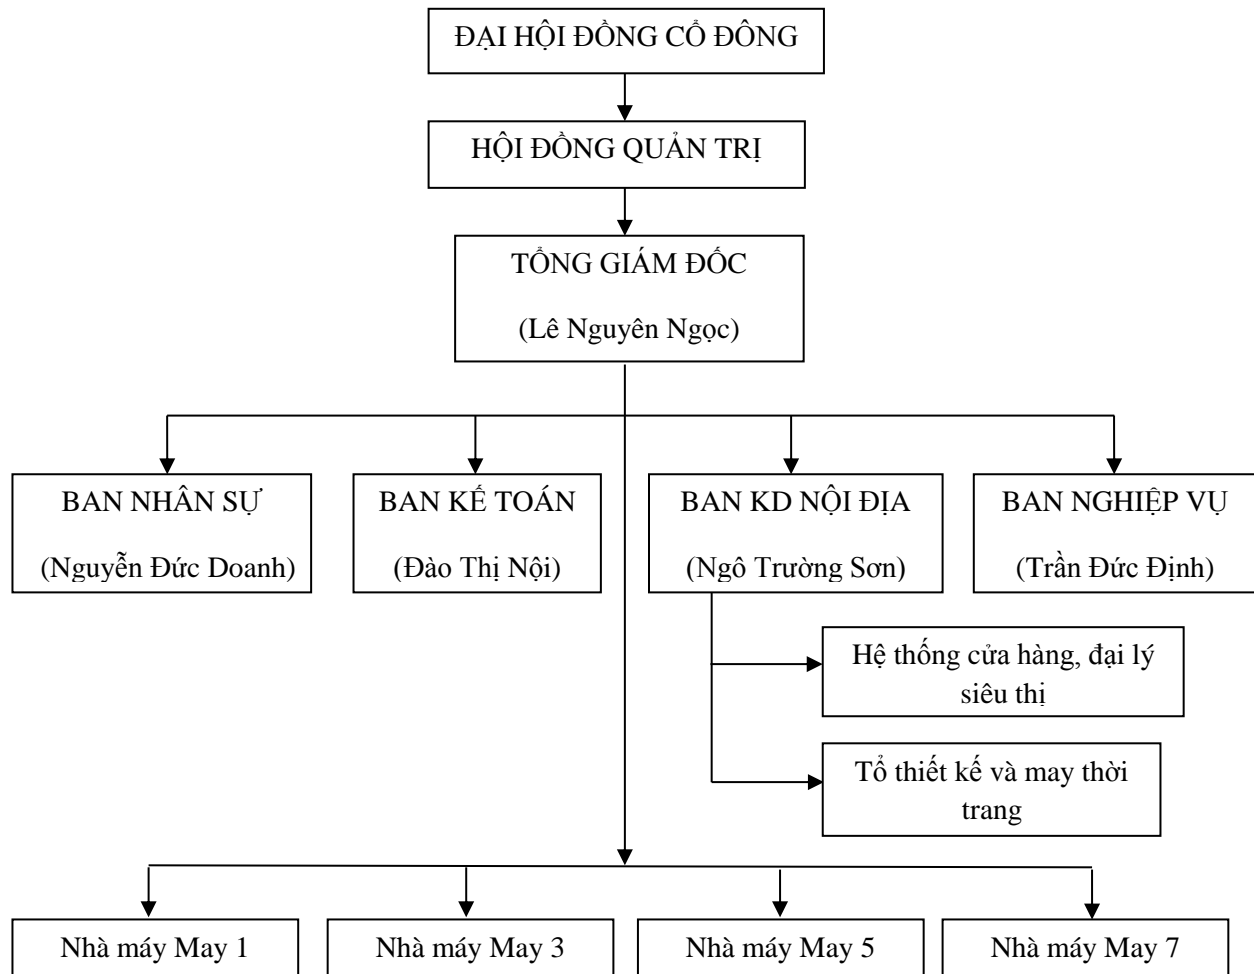 ĐẠI HỘI ĐỒNG CỔ ĐÔNG
HỘI ĐỒNG QUẢN TRỊ
TỔNG GIÁM ĐỐC
(Lê Nguyên Ngọc)
BAN NHÂN SỰ
(Nguyễn Đức Doanh)
BAN KẾ TOÁN
(Đào Thị Nội)
BAN KD NỘI ĐỊA
(Ngô Trường Sơn)
BAN NGHIỆP VỤ
(Trần Đức Định)
Hệ thống cửa hàng, đại lý
siêu thị
Tổ thiết kế và may thời
trang
Nhà máy May 1
Nhà máy May 3
Nhà máy May 5
Nhà máy May 7